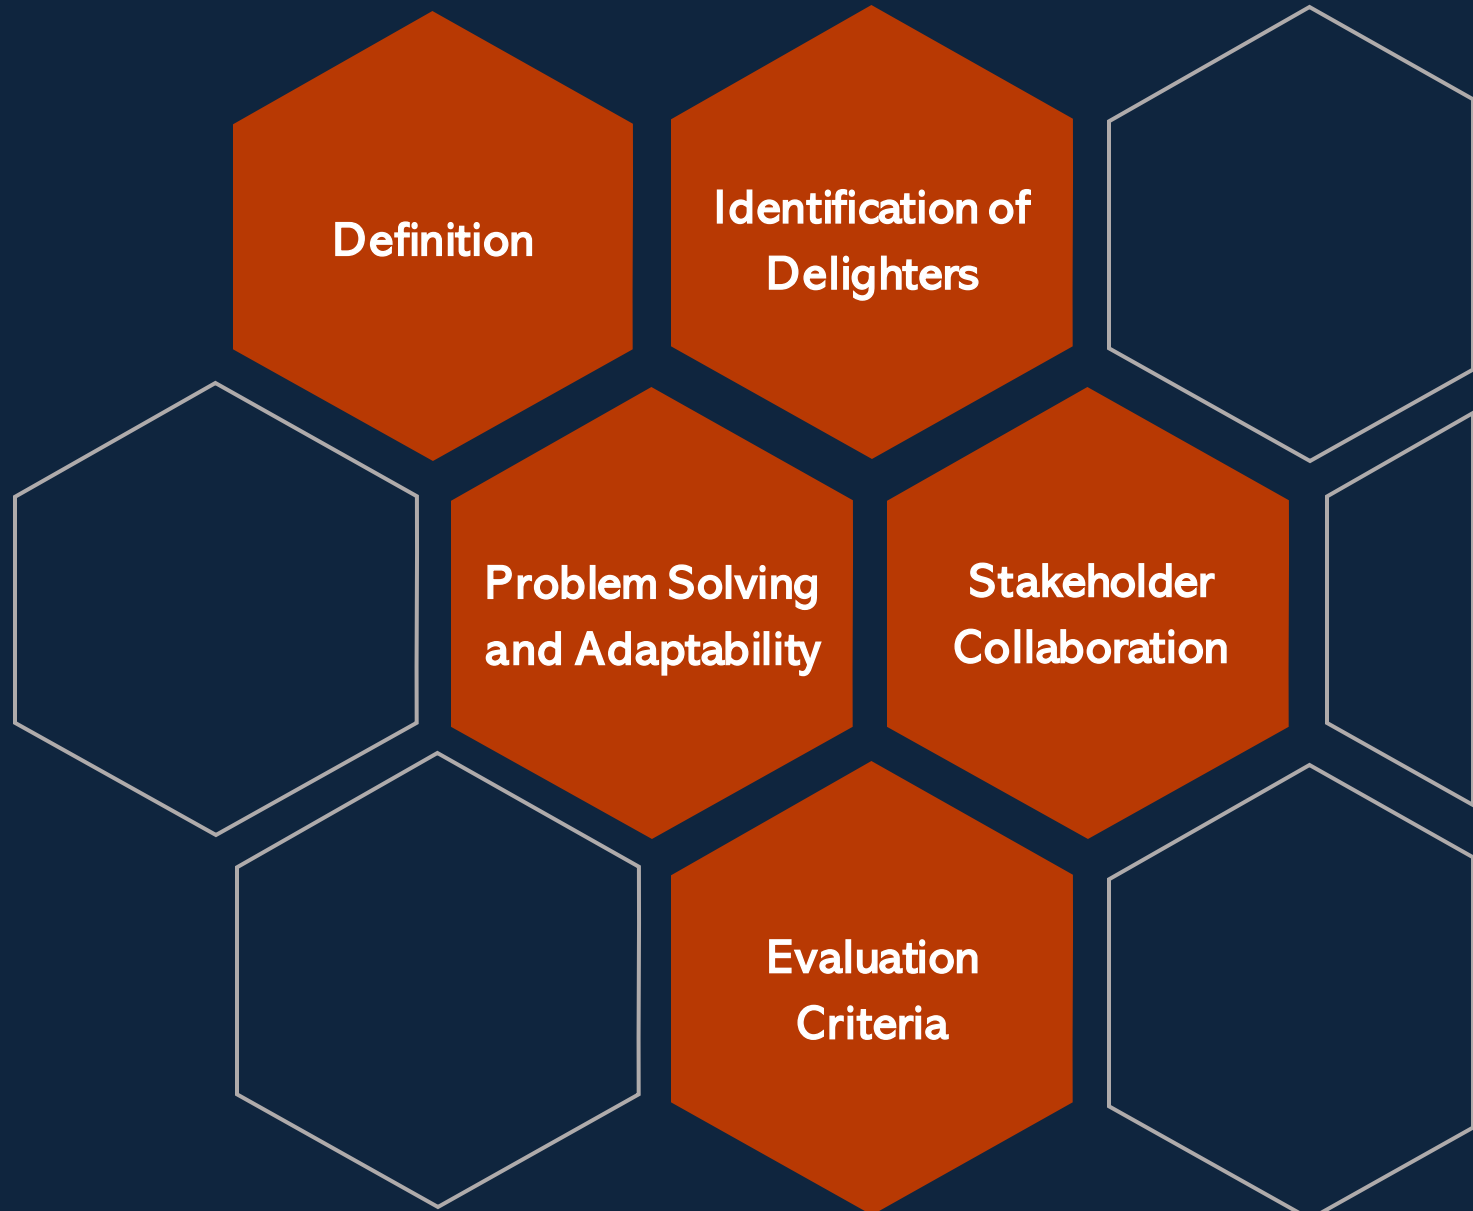 Definition
Identification of
Delighters
Problem Solving
and Adaptability
Stakeholder
Collaboration
Evaluation
Criteria